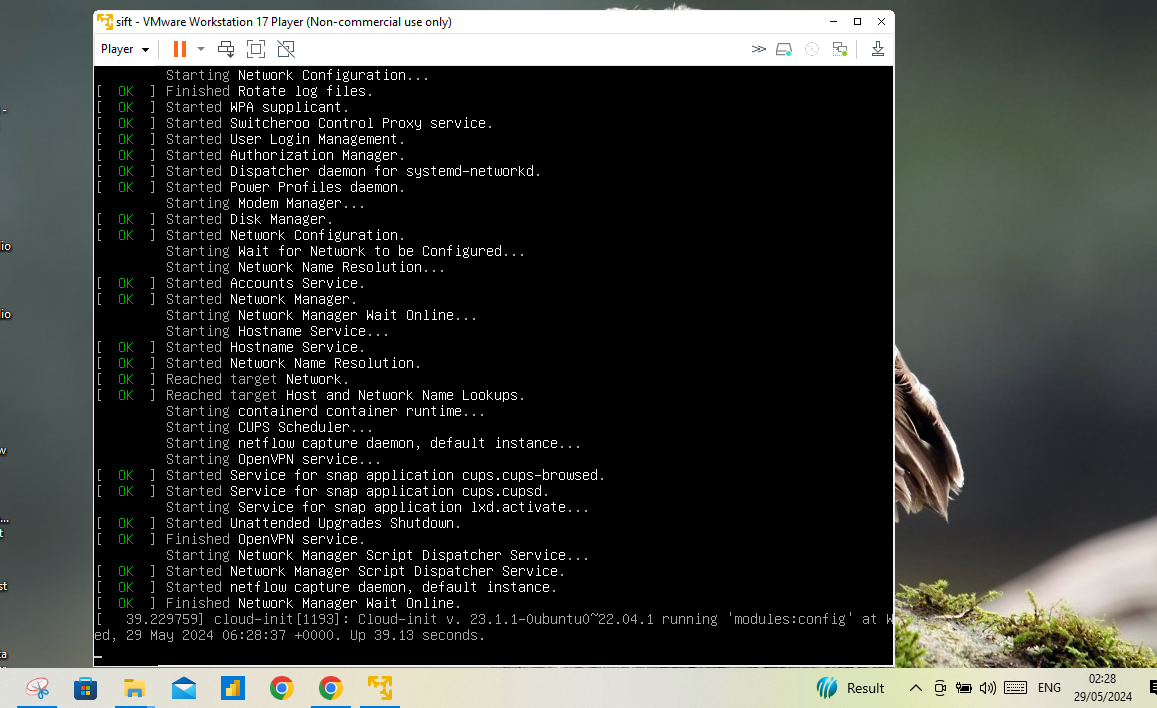 sift - VMware Workstation 17 Player (Non-commercial use only)
Player
Starting Network Configuration...
[ OK ] Finished Rotate log files.
[ OK ] Started WPA supplicant.
[ OK ] Started Switcheroo Control Proxy service.
[ OK ] Started User Login Management.
[ OK ] Started Authorization Manager.
[ OK ] Started Dispatcher daemon for systemd-networkd.
[ OK ] Started Power Profiles daemon.
Starting Modem Manager...
[ OK ] Started Disk Manager.
[ OK ] Started Network Configuration.
Starting Wait for Network to be Configured...
Starting Network Name Resolution...
[ OK ] Started Accounts Service.
[ OK ] Started Network Manager.
Starting Network Manager Wait Online...
Starting Hostname Service...
[ OK ] Started Hostname Service.
[ OK ] Started Network Name Resolution.
[ OK ] Reached target Network.
[ OK ] Reached target Host and Network Name Lookups.
Starting containerd container runtime...
Starting CUPS Scheduler...
Starting netflow capture daemon, default instance...
Starting OpenVPN service...
[ OK ] Started Service for snap application cups.cups-browsed.
[ OK ] Started Service for snap application cups.cupsd.
Starting Service for snap application lxd.activate...
[ OK ] Started Unattended Upgrades Shutdown.
[ OK ] Finished OpenVPN service.
Starting Network Manager Script Dispatcher Service...
[ OK ] Started Network Manager Script Dispatcher Service.
[ OK ] Started netflow capture daemon, default instance.
[ OK ] Finished Network Manager Wait Online.
[ 39.229759] cloud-init[1193]: Cloud-init v. 23.1.1-0ubuntu0~22.04.1 running 'modules:config' at W
ed, 29 May 2024 06:28:37 +0000. Up 39.13 seconds.
Result
ENG
02:28
29/05/2024